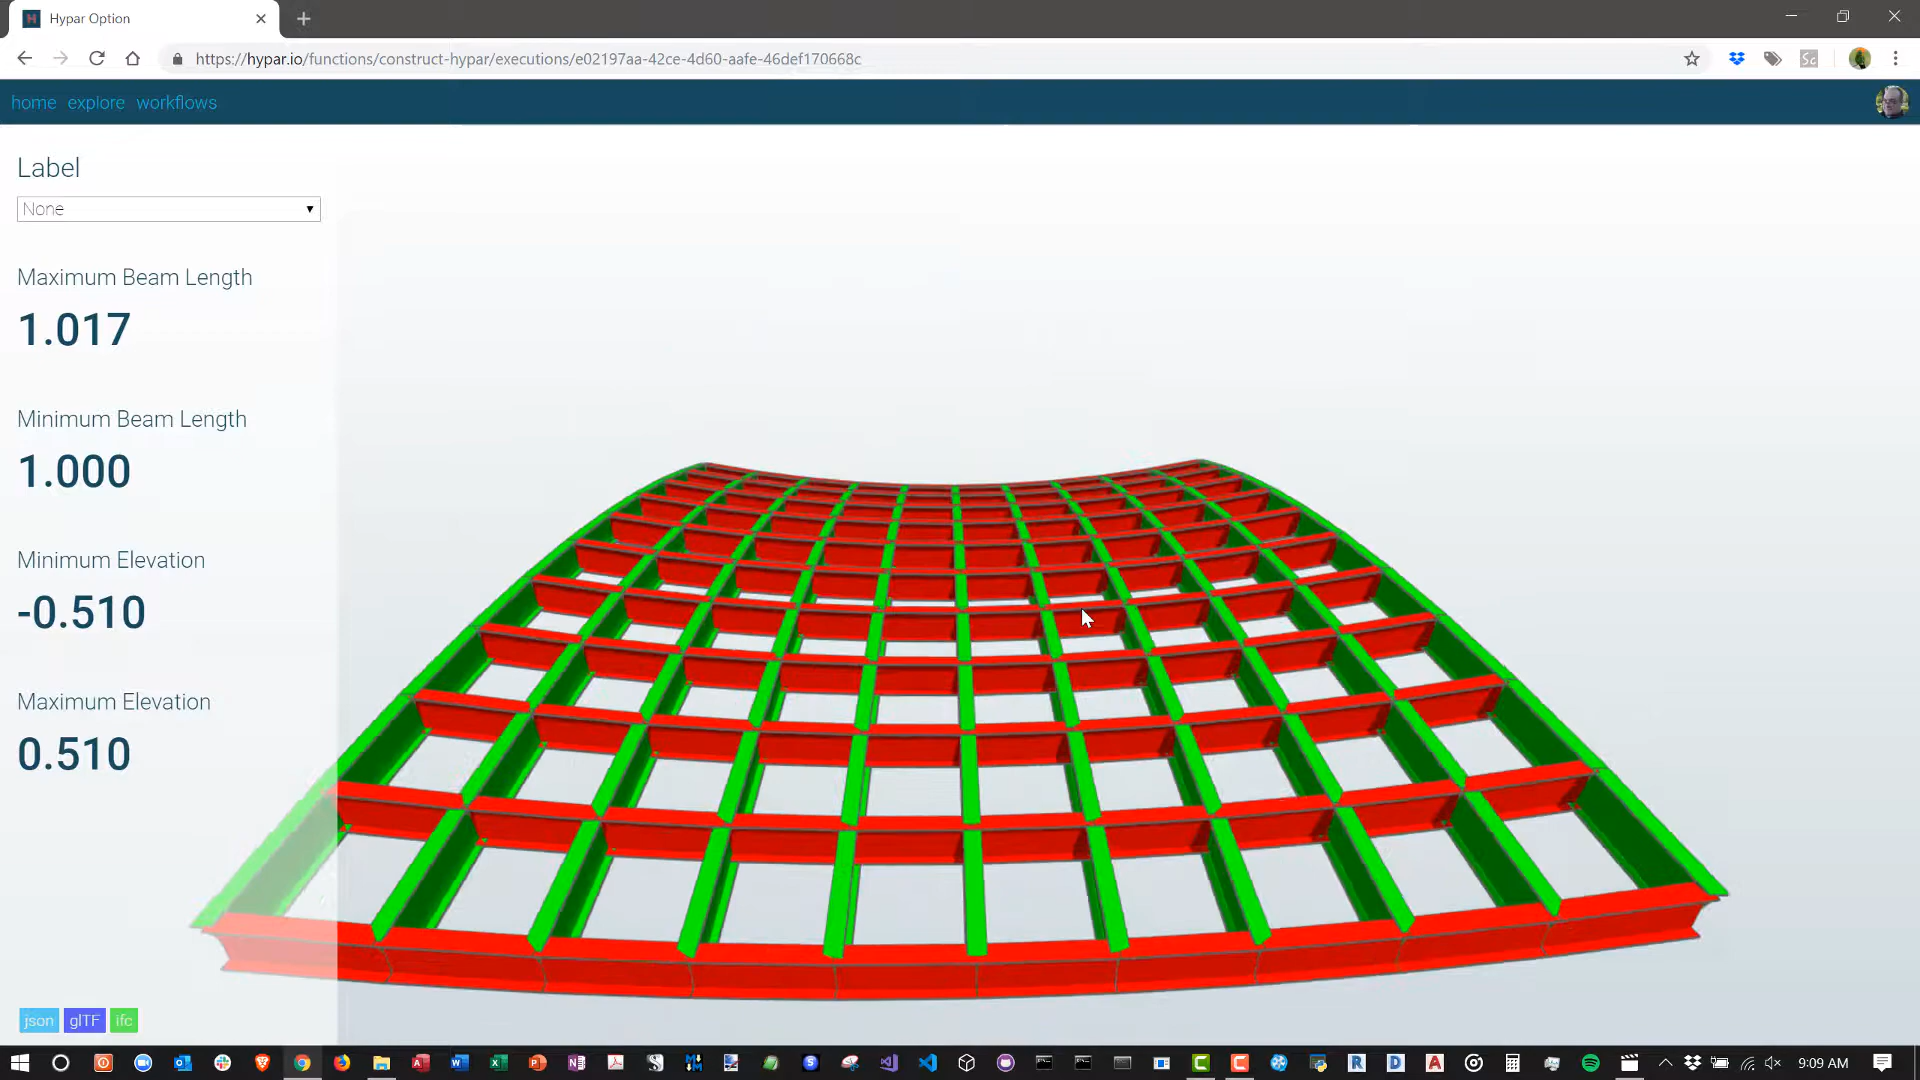 Hypar Option
https://hypar.io/functions/construct-hypar/executions/e02197aa-42ce-4d60-aafe-46def170668c
home explore workflows
Label
None
Maximum Beam Length
1.017
Minimum Beam Length
1.000
Minimum Elevation
-0.510
Maximum Elevation
0.510
json glTF ifc
9:09 AM